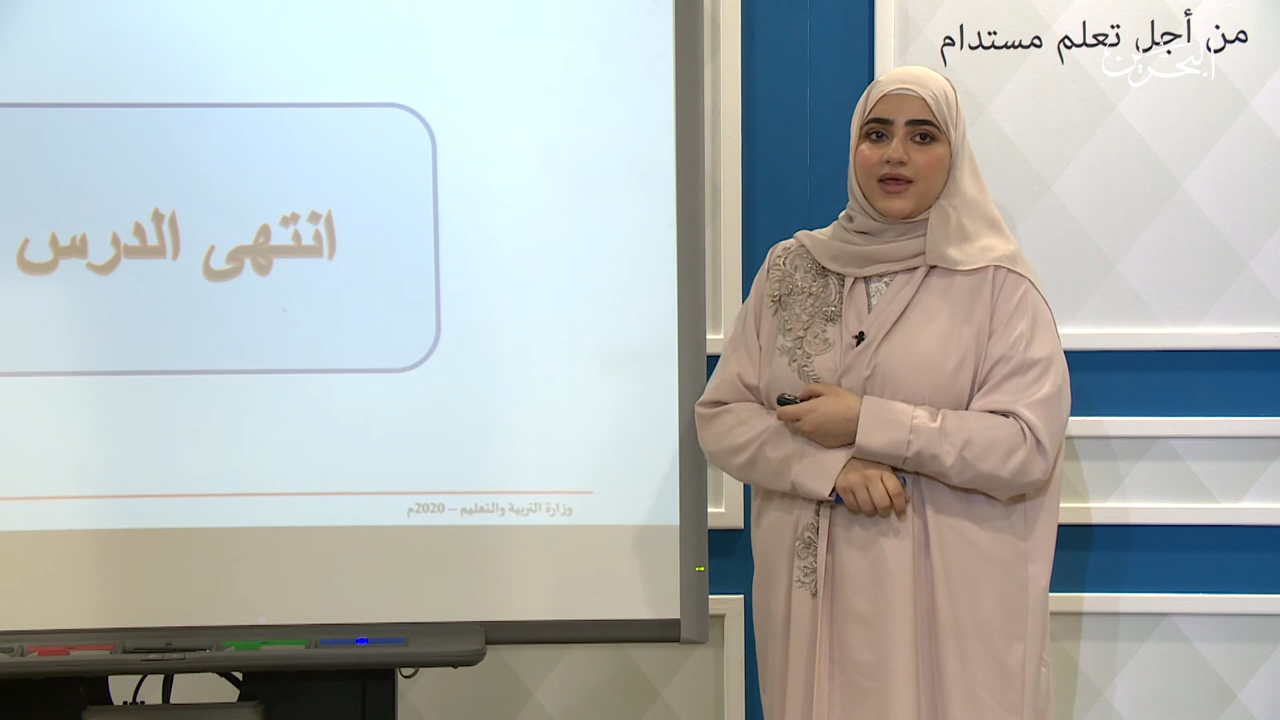 من أجل تعلم مستدام
البحرين
انتهى الدرس
وزارة التربية والتعليم – 2020م